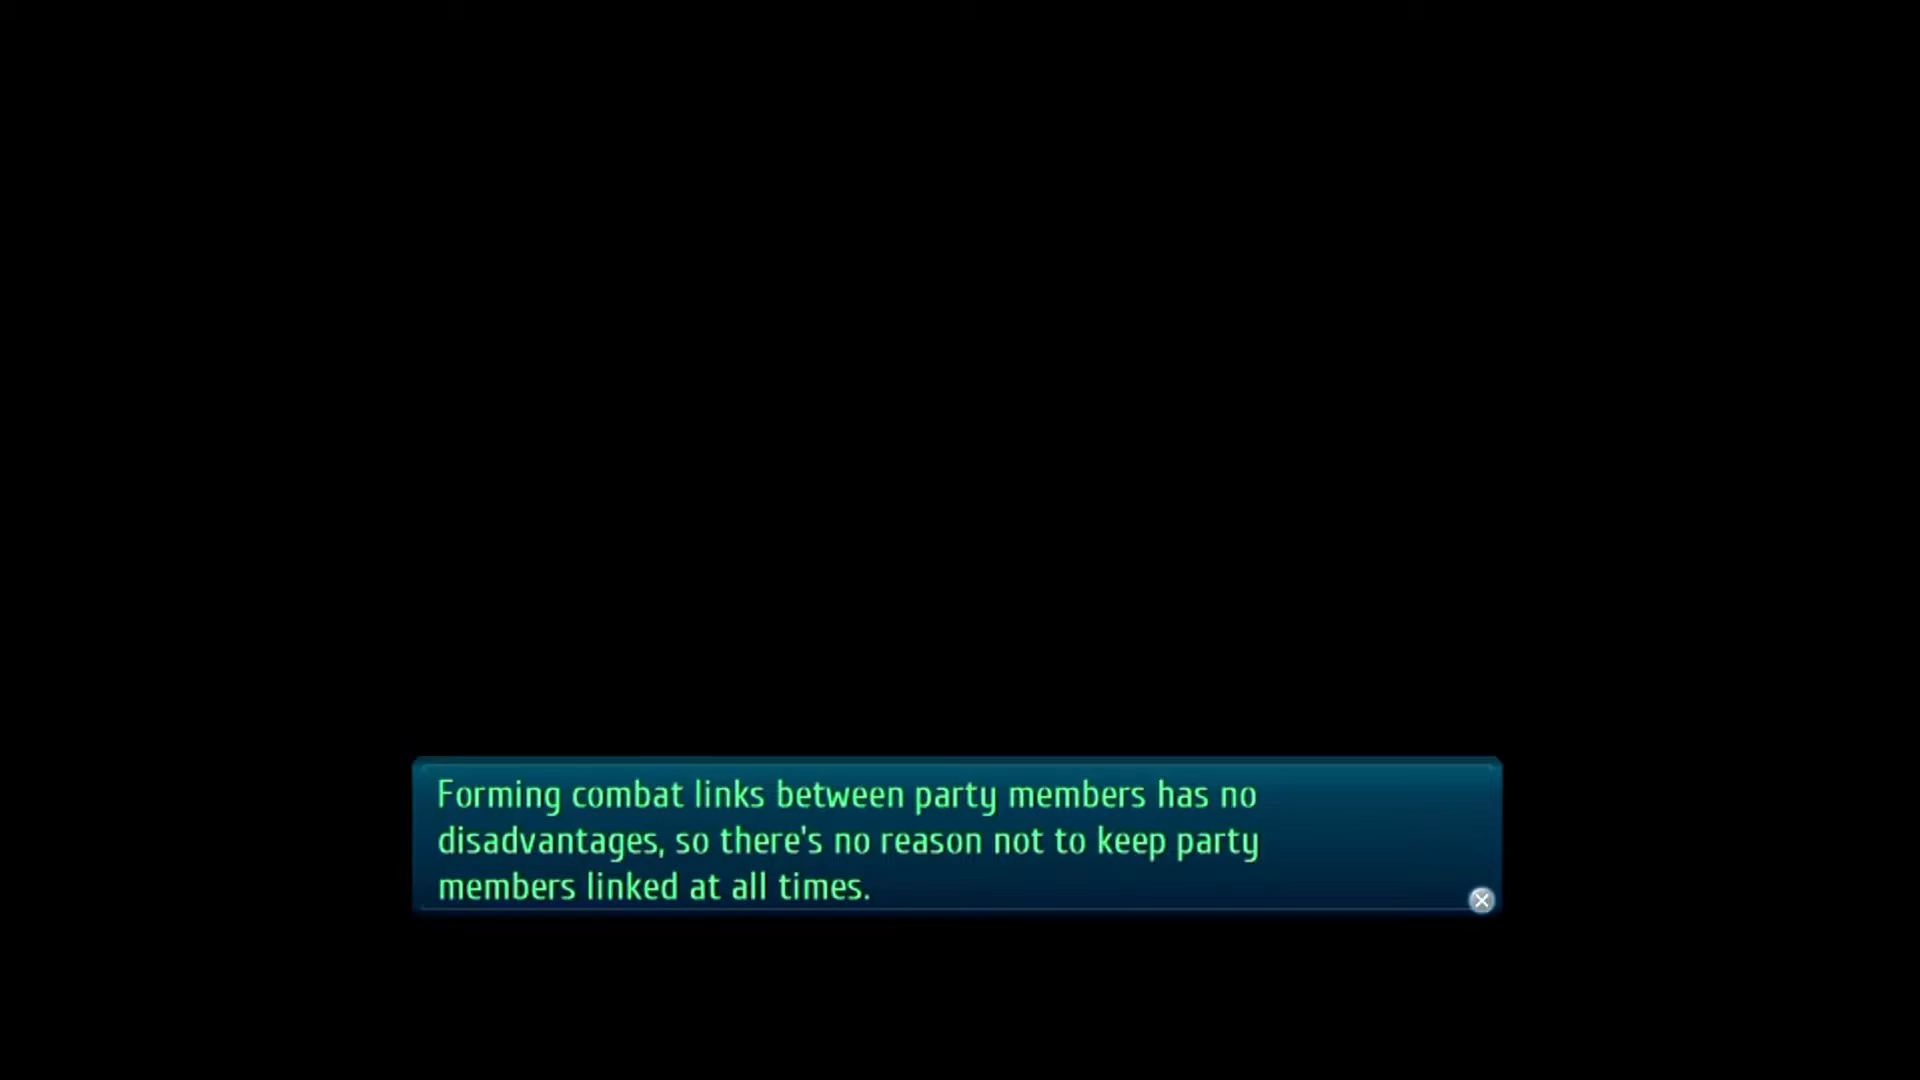 Forming combat links between party members has no
disadvantages, so there's no reason not to keep party
members linked at all times.